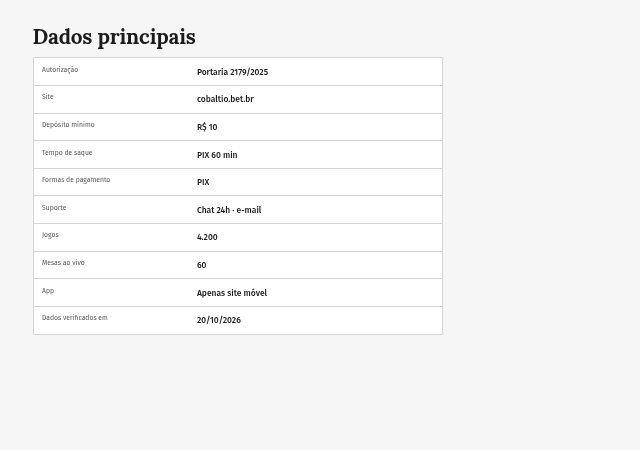 Dados principais
Autorização
Portaria 2179/2025
Site
cobaltio.bet.br
Depósito mínimo
R$ 10
Tempo de saque
PIX 60 min
Formas de pagamento
PIX
Suporte
Chat 24h · e-mail
Jogos
4.200
Mesas ao vivo
60
App
Apenas site móvel
Dados verificados em
20/10/2026